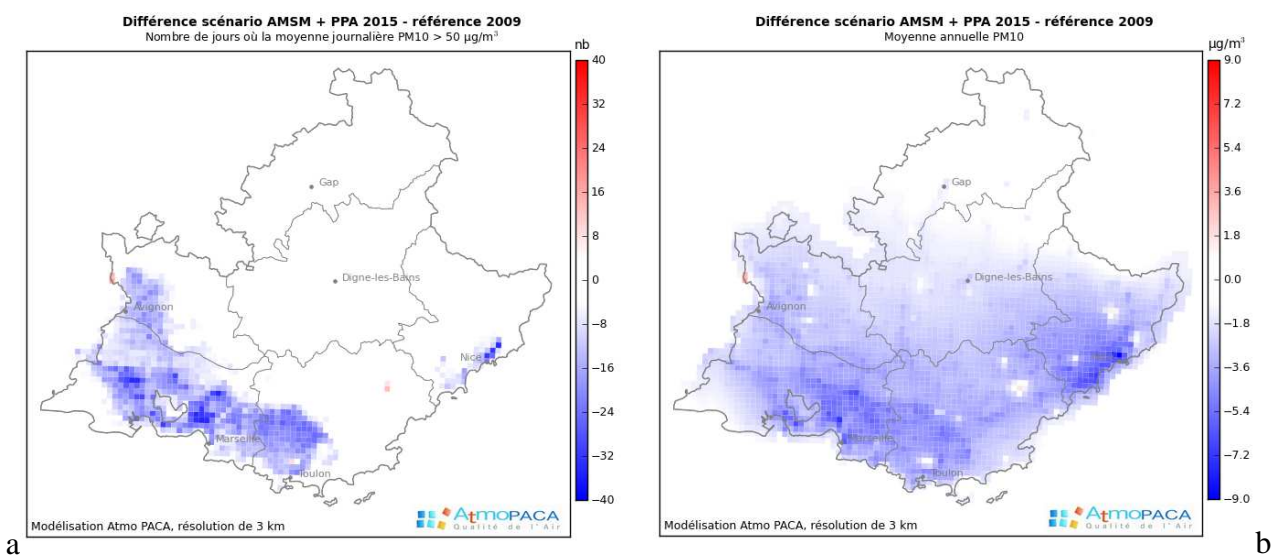 Différence scénario AMSM + PPA 2015 - référence 2009
Nombre de jours où la moyenne journalière PM10 > 50 µg/m³
nb
40
32
24
16
8
0
−8
−16
−24
−32
−40
Gap
Digne-les-Bains
Avignon
Nice
Marseille
Toulon
AtmoPACA
Qualité de l'Air
Modélisation Atmo PACA, résolution de 3 km
a
Différence scénario AMSM + PPA 2015 - référence 2009
Moyenne annuelle PM10
µg/m³
9.0
7.2
5.4
3.6
1.8
0.0
−1.8
−3.6
−5.4
−7.2
−9.0
Gap
Digne-les-Bains
Avignon
Marseille
Toulon
AtmoPACA
Qualité de l'Air
Modélisation Atmo PACA, résolution de 3 km
b